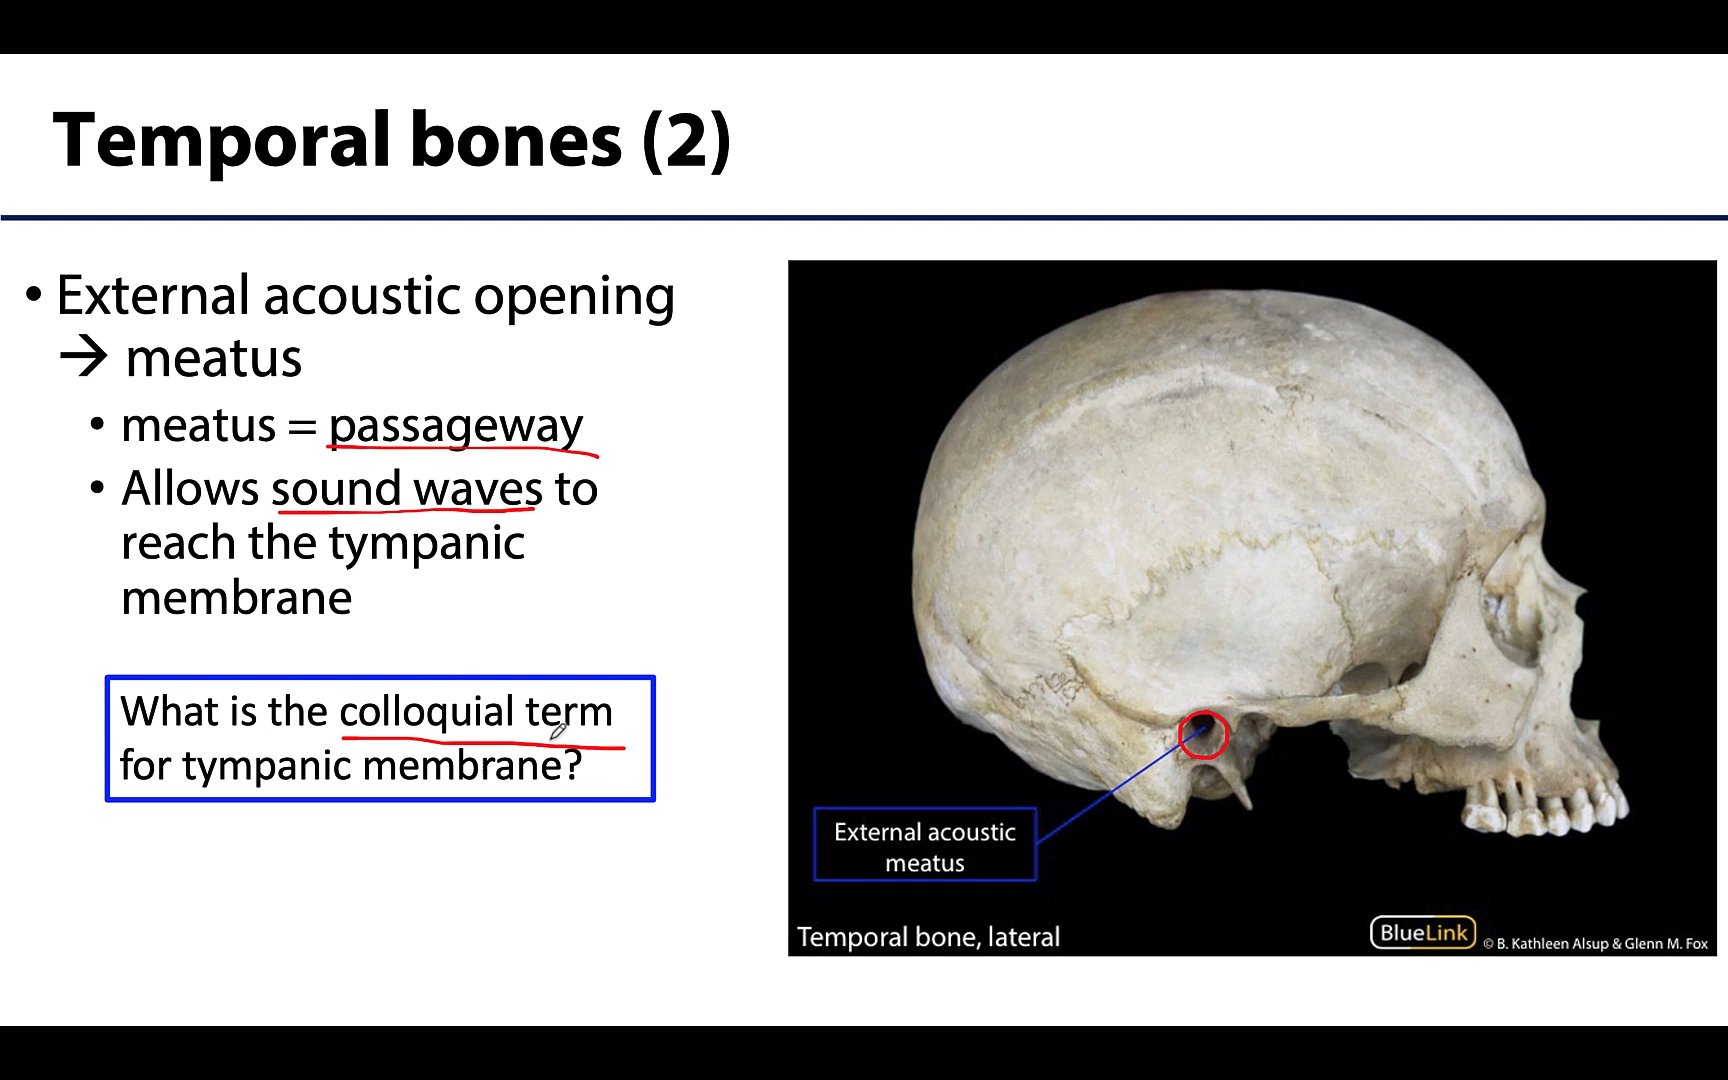 Temporal bones (2)
• External acoustic opening
→ meatus
• meatus = passageway
• Allows sound waves to
reach the tympanic
membrane
What is the colloquial term
for tympanic membrane?
External acoustic
meatus
Temporal bone, lateral
BlueLink
© B. Kathleen Alsup & Glenn M. Fox